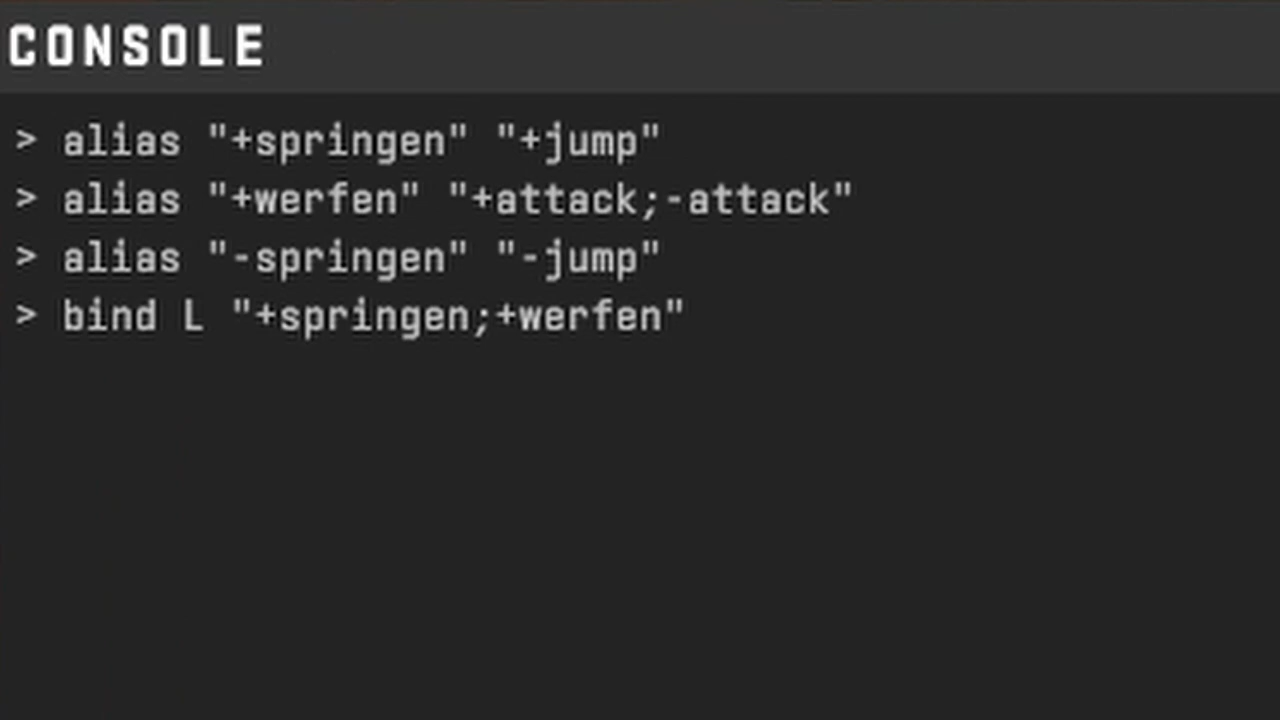 CONSOLE
> alias "+springen" "+jump"
> alias "+werfen" "+attack;-attack"
> alias "-springen" "-jump"
> bind L "+springen;+werfen"